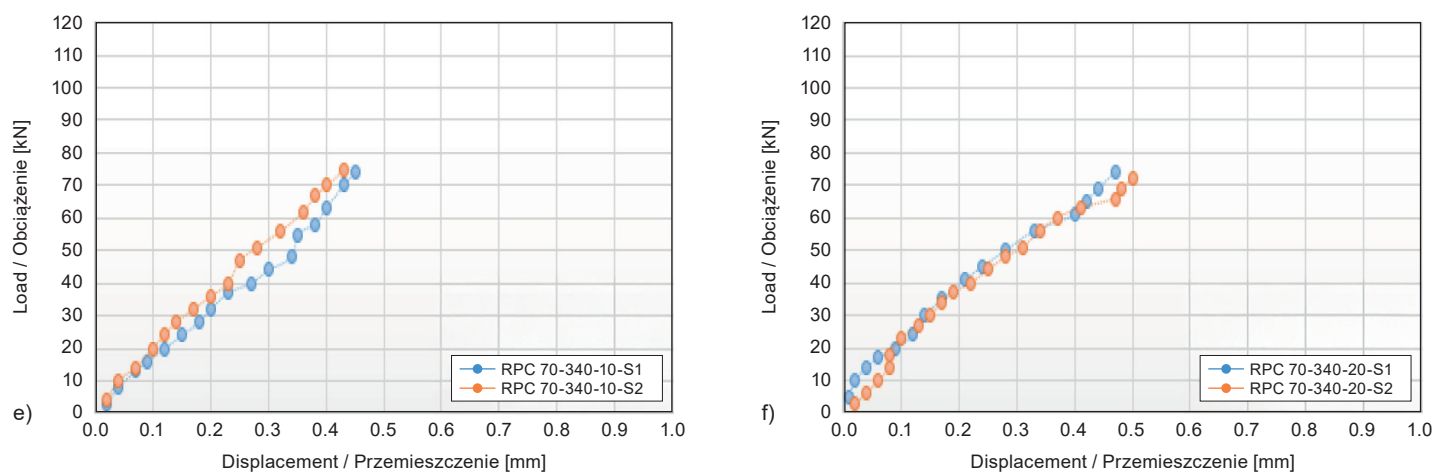 120
110
100
90
80
70
60
50
40
30
20
10
0
Load / Obciążenie [kN]
RPC 70-340-10-S1
RPC 70-340-10-S2
e)
0.0 0.1 0.2 0.3 0.4 0.5 0.6 0.7 0.8 0.9 1.0
Displacement / Przemieszczenie [mm]
120
110
100
90
80
70
60
50
40
30
20
10
0
Load / Obciążenie [kN]
RPC 70-340-20-S1
RPC 70-340-20-S2
f)
0.0 0.1 0.2 0.3 0.4 0.5 0.6 0.7 0.8 0.9 1.0
Displacement / Przemieszczenie [mm]